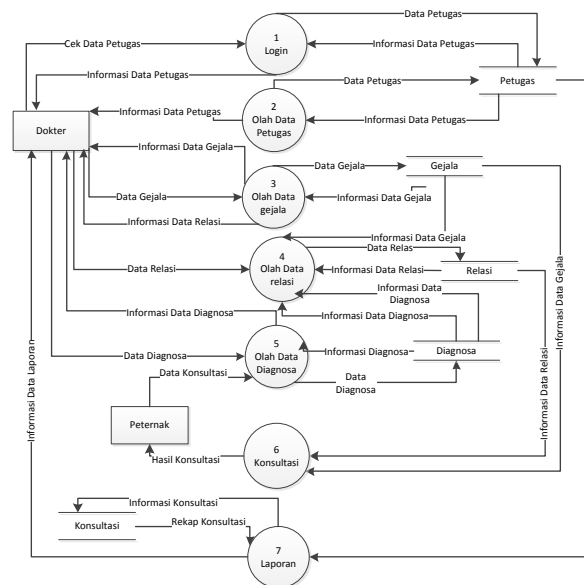 Data Petugas
1
Login
Cek Data Petugas
Informasi Data Petugas
Informasi Data Petugas
Data Petugas
Petugas
2
Olah Data
Petugas
Informasi Data Petugas
Informasi Data Petugas
Dokter
Informasi Data Gejala
Data Gejala
Gejala
3
Olah Data
gejala
Data Gejala
Informasi Data Gejala
Informasi Data Relasi
Informasi Data Gejala
Data Relas
4
Olah Data
relasi
Data Relasi
Informasi Data Relasi
Relasi
Informasi Data
Diagnosa
Informasi Data Diagnosa
Informasi Data Diagnosa
5
Olah Data
Diagnosa
Data Diagnosa
Informasi Diagnosa
Diagnosa
Data Konsultasi
Data
Diagnosa
Peternak
6
Konsultasi
Hasil Konsultasi
Informasi Data Gejala
Informasi Data Relasi
Informasi Data Laporan
Informasi Konsultasi
Konsultasi
Rekap Konsultasi
7
Laporan